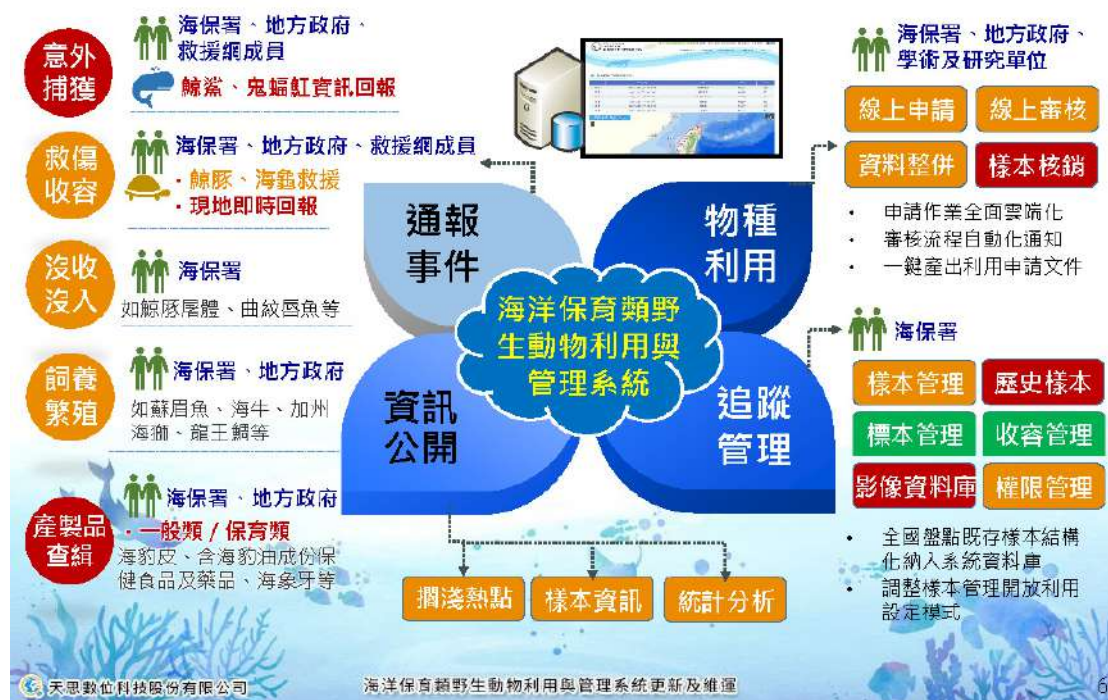 意外
捕獲
海保署、地方政府、
救援網成員
鯨鯊、鬼蝠魟資訊回報
救傷
收容
海保署、地方政府、救援網成員
・鯨豚、海龜救援
・現地即時回報
沒收
沒入
海保署
如鯨豚屠體、曲紋唇魚等
飼養
繁殖
海保署、地方政府
如蘇眉魚、海牛、加州
海獅、龍王鯛等
產製品
查緝
海保署、地方政府
・一般類 / 保育類
海豹皮、含海豹油成份保
健食品及藥品、海象牙等
通報
事件
物種
利用
海洋保育類野
生動物利用與
管理系統
資訊
公開
追蹤
管理
擱淺熱點
樣本資訊
統計分析
海保署、地方政府、
學術及研究單位
線上申請
線上審核
資料整併
樣本核銷
• 申請作業全面雲端化
• 審核流程自動化通知
• 一鍵產出利用申請文件
海保署
樣本管理
歷史樣本
標本管理
收容管理
影像資料庫
權限管理
• 全國盤點既存樣本結構
化納入系統資料庫
• 調整樣本管理開放利用
設定模式
天思數位科技股份有限公司
海洋保育類野生動物利用與管理系統更新及維運
6